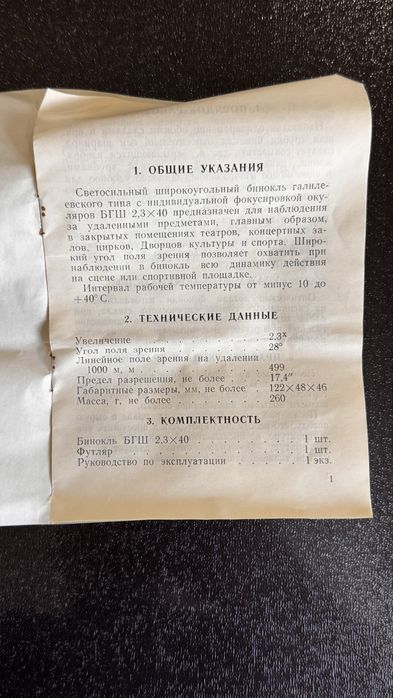 1. ОБЩИЕ УКАЗАНИЯ
Светосильный широкоугольный бинокль галиле-
евского типа с индивидуальной фокусировкой оку-
ляров БГШ 2,3×40 предназначен для наблюдения
за удаленными предметами, главным образом,
в закрытых помещениях театров, концертных за-
лов, цирков, Дворцов культуры и спорта. Широ-
кий угол поля зрения позволяет охватить при
наблюдении в бинокль всю динамику действия
на сцене или спортивной площадке.
Интервал рабочей температуры от минус 10 до
+40°С.
2. ТЕХНИЧЕСКИЕ ДАННЫЕ
Увеличение . . . . . . . . . 2,3ˣ
Угол поля зрения . . . . . . . 28°
Линейное поле зрения на удалении
1000 м, м . . . . . . . . . 499
Предел разрешения, не более . . . . 17,4″
Габаритные размеры, мм, не более . . 122×48×46
Масса, г, не более . . . . . . . 260
3. КОМПЛЕКТНОСТЬ
Бинокль БГШ 2,3×40 . . . . . . . 1 шт.
Футляр . . . . . . . . . . 1 шт.
Руководство по эксплуатации . . . . . 1 экз.
1